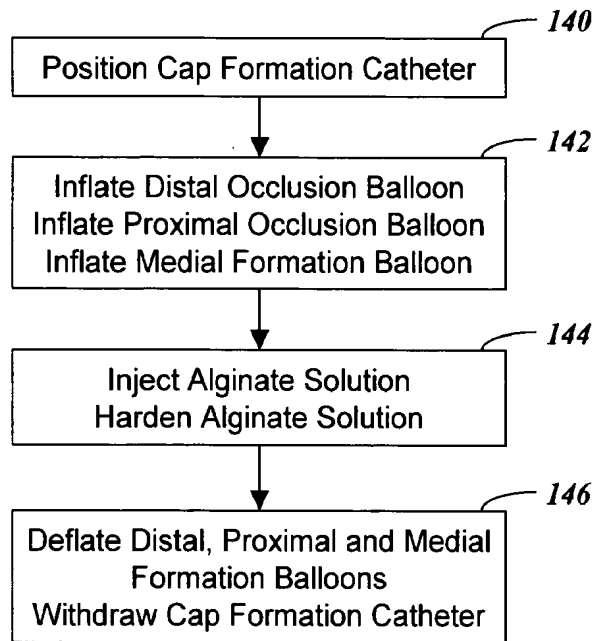 140
Position Cap Formation Catheter
142
Inflate Distal Occlusion Balloon
Inflate Proximal Occlusion Balloon
Inflate Medial Formation Balloon
144
Inject Alginate Solution
Harden Alginate Solution
146
Deflate Distal, Proximal and Medial
Formation Balloons
Withdraw Cap Formation Catheter